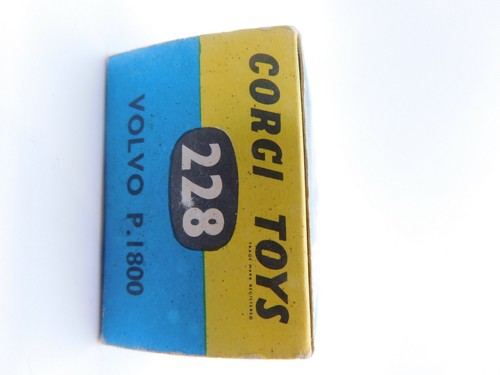 CORGI TOYS
TRADE MARK REGISTERED
228
VOLVO P.1800